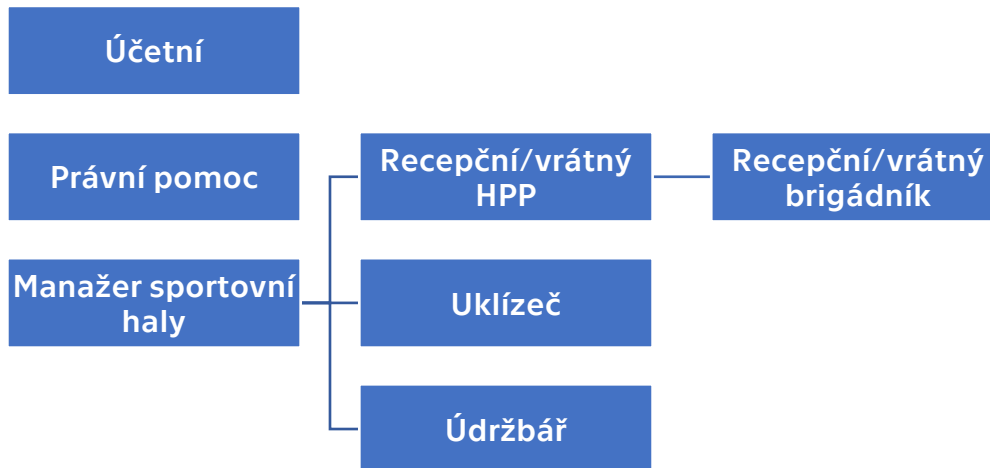 Účetní
Právní pomoc
Recepční/vrátný
HPP
Recepční/vrátný
brigádník
Manažer sportovní
haly
Uklízeč
Údržbář